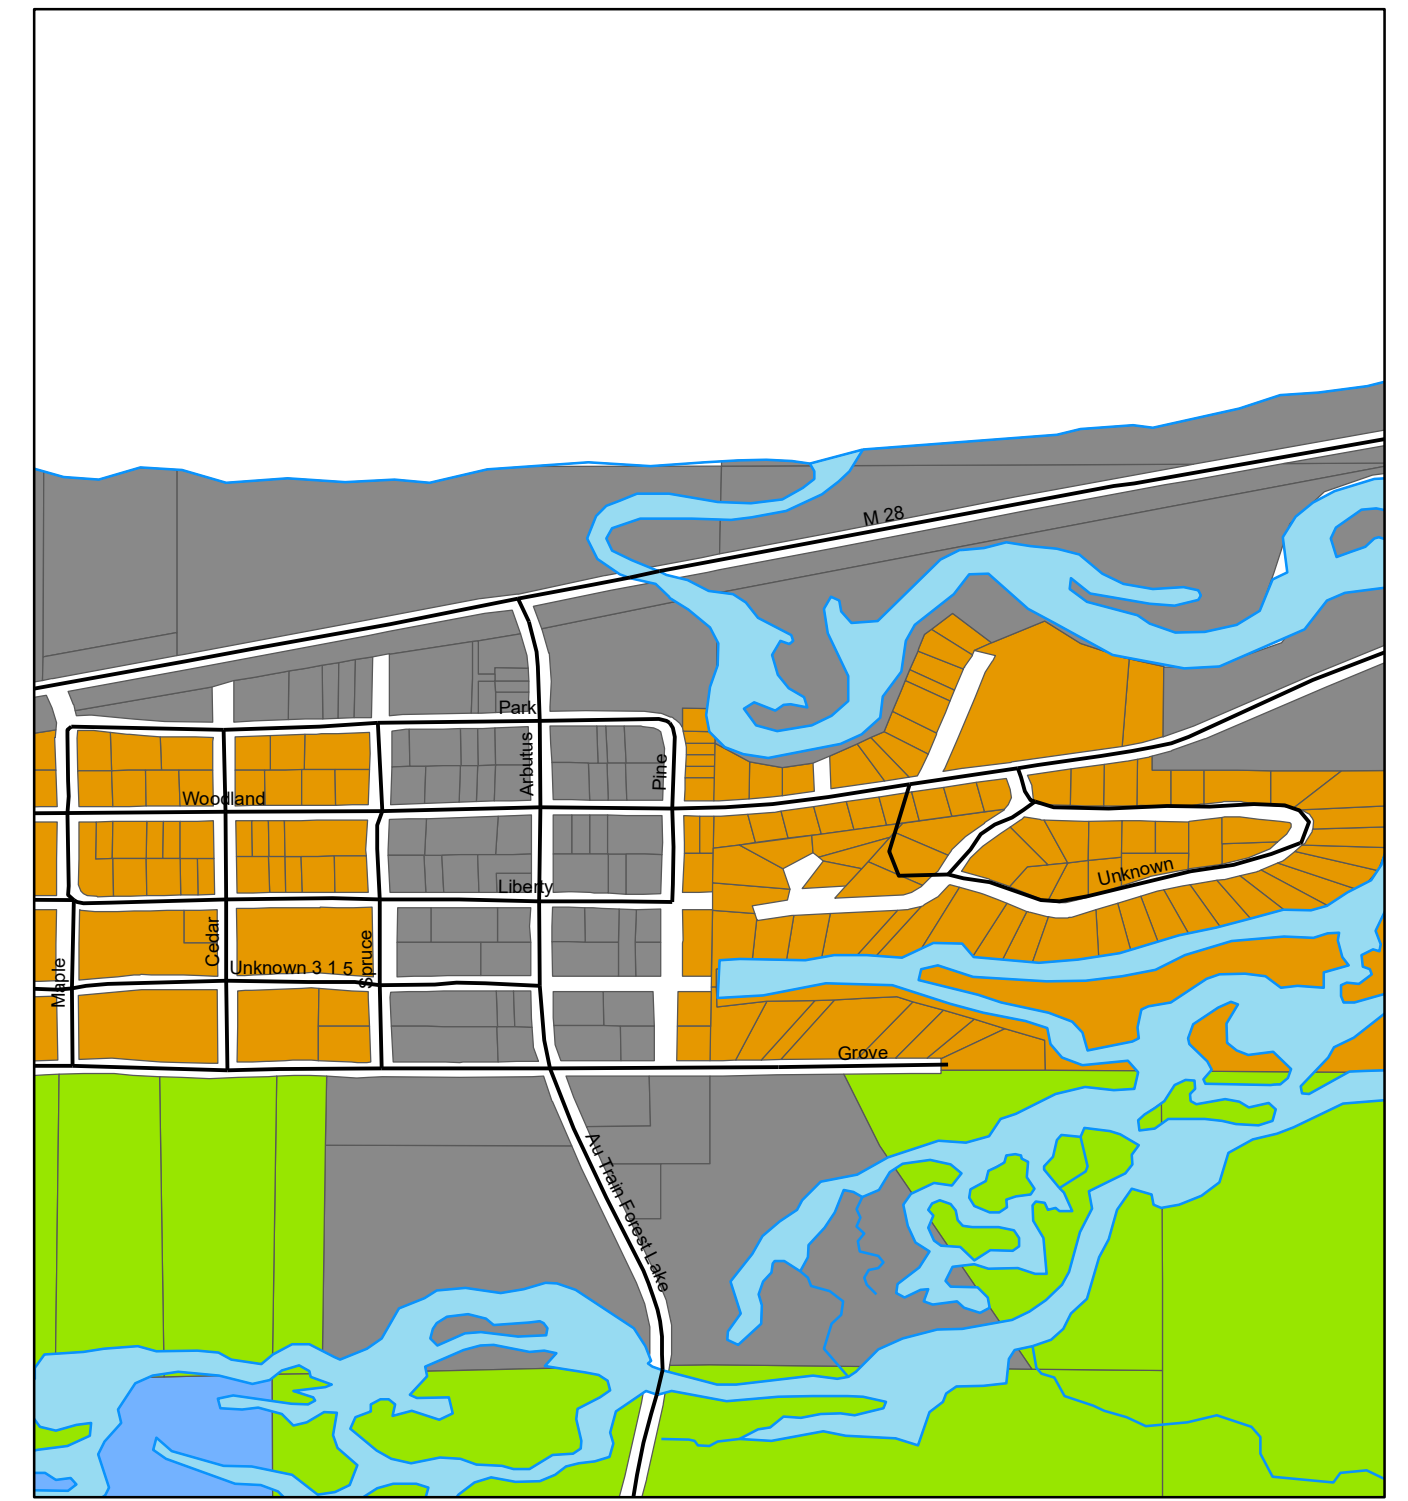 M 28
Park
Arbutus
Pine
Woodland
Unknown
Liberty
Cedar
Spruce
Maple
Unknown 3 1 5
Grove
Au Train Forest Lake